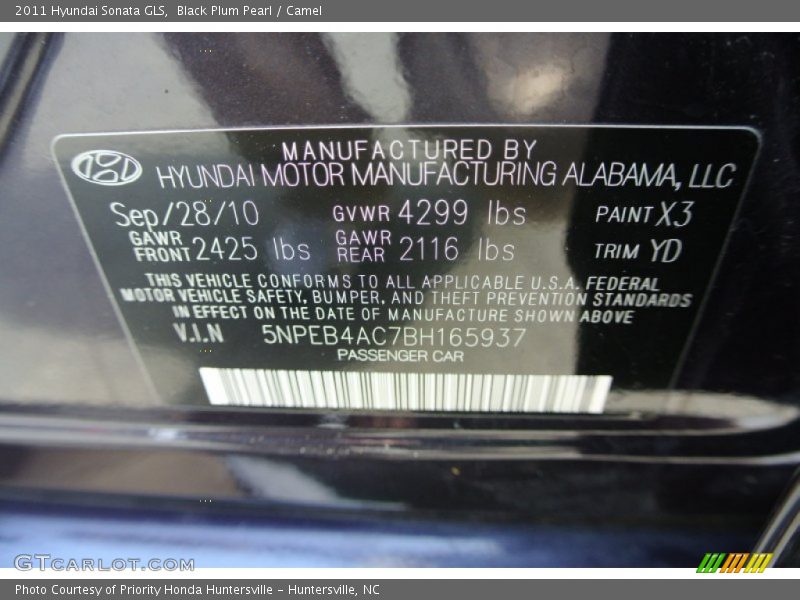 2011 Hyundai Sonata GLS, Black Plum Pearl / Camel
MANUFACTURED BY
HYUNDAI MOTOR MANUFACTURING ALABAMA, LLC
Sep/28/10 GVWR 4299 lbs PAINT X3
GAWR FRONT 2425 lbs GAWR REAR 2116 lbs TRIM YD
THIS VEHICLE CONFORMS TO ALL APPLICABLE U.S.A. FEDERAL
MOTOR VEHICLE SAFETY, BUMPER, AND THEFT PREVENTION STANDARDS
IN EFFECT ON THE DATE OF MANUFACTURE SHOWN ABOVE
V.I.N 5NPEB4AC7BH165937
PASSENGER CAR
GTCARLOT.COM
Photo Courtesy of Priority Honda Huntersville - Huntersville, NC